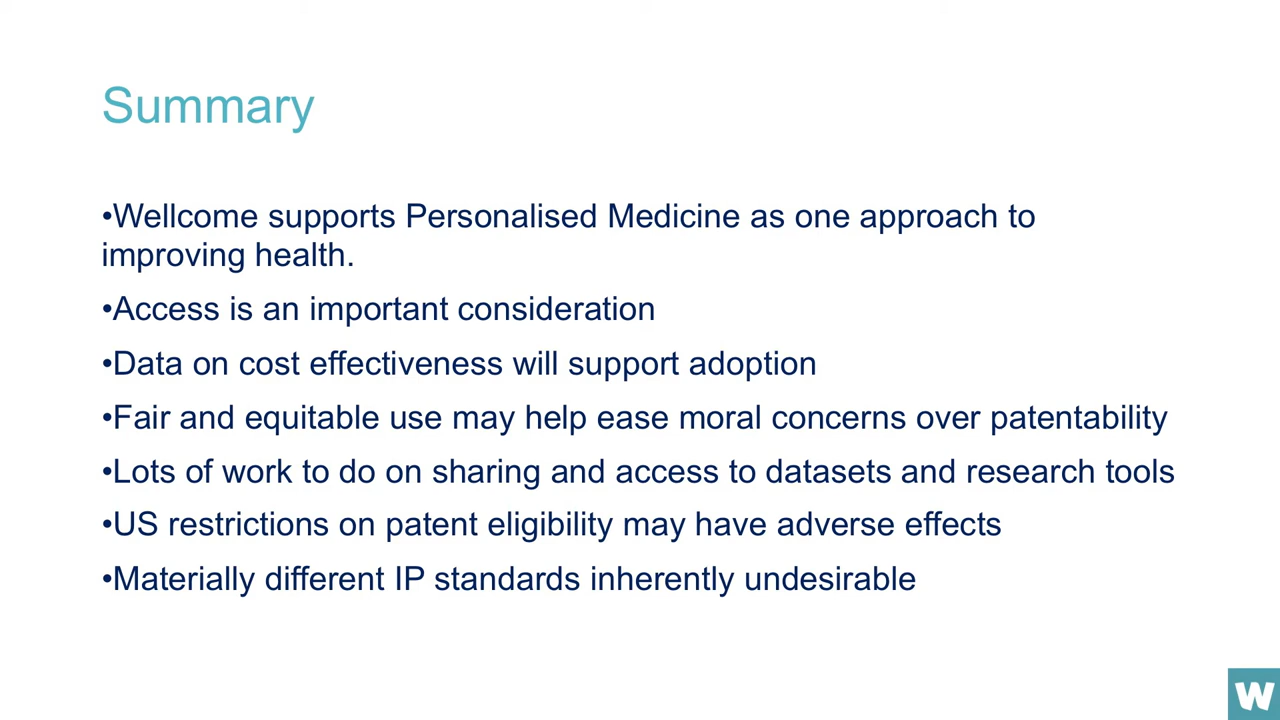 Summary
•Wellcome supports Personalised Medicine as one approach to
improving health.
•Access is an important consideration
•Data on cost effectiveness will support adoption
•Fair and equitable use may help ease moral concerns over patentability
•Lots of work to do on sharing and access to datasets and research tools
•US restrictions on patent eligibility may have adverse effects
•Materially different IP standards inherently undesirable
W